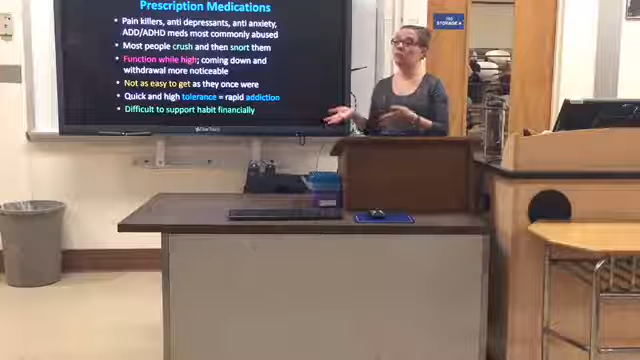 Prescription Medications
• Pain killers, anti depressants, anti anxiety,
ADD/ADHD meds most commonly abused
• Most people crush and then snort them
• Function while high; coming down and
withdrawal more noticeable
• Not as easy to get as they once were
• Quick and high tolerance = rapid addiction
• Difficult to support habit financially
STORAGE